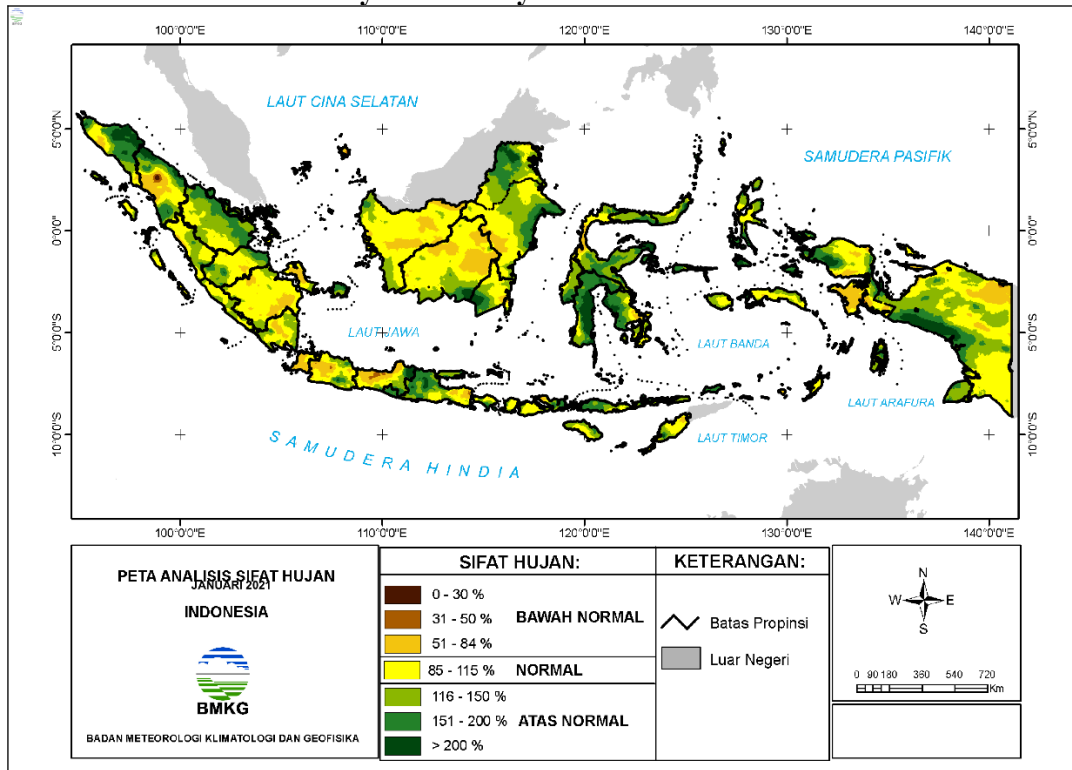 100°0'0"E 110°0'0"E 120°0'0"E 130°0'0"E 140°0'0"E
LAUT CINA SELATAN
5°0'0"N 5°0'0"N
SAMUDERA PASIFIK
0°0'0" 0°0'0"
LAUT JAWA
5°0'0"S 5°0'0"S
LAUT BANDA
LAUT ARAFURA
10°0'0"S 10°0'0"S
LAUT TIMOR
SAMUDERA HINDIA
100°0'0"E 110°0'0"E 120°0'0"E 130°0'0"E 140°0'0"E
PETA ANALISIS SIFAT HUJAN
JANUARI 2021
INDONESIA
BMKG
BADAN METEOROLOGI KLIMATOLOGI DAN GEOFISIKA
SIFAT HUJAN:
0 - 30 %
31 - 50 % BAWAH NORMAL
51 - 84 %
85 - 115 % NORMAL
116 - 150 %
151 - 200 % ATAS NORMAL
> 200 %
KETERANGAN:
Batas Propinsi
Luar Negeri
N
W E
S
0 90 180 360 540 720
Km